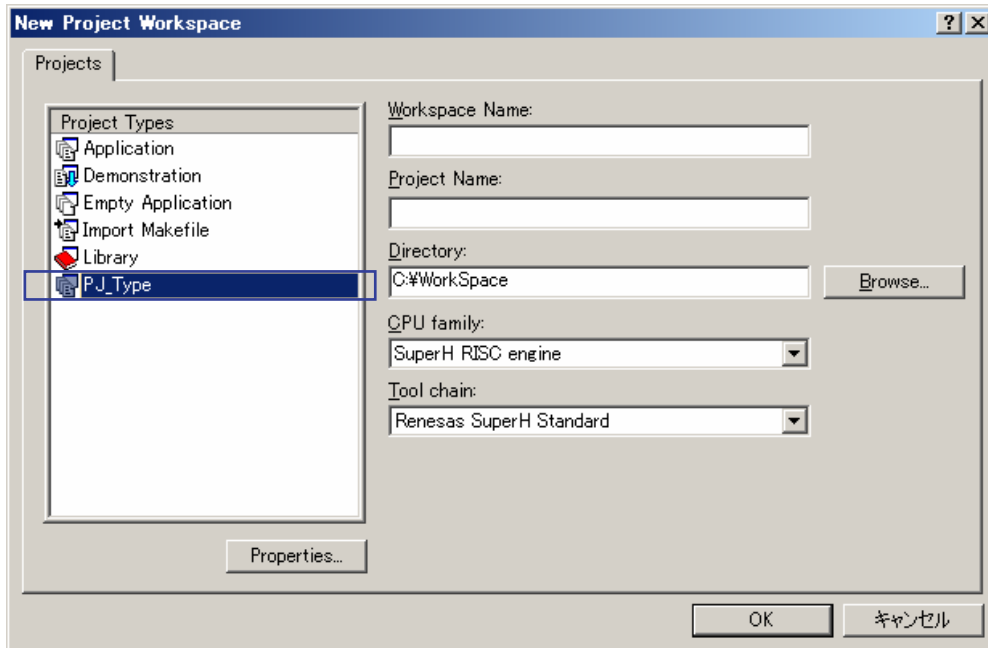 New Project Workspace
Projects
Project Types
Application
Demonstration
Empty Application
Import Makefile
Library
PJ_Type
Properties...
Workspace Name:
Project Name:
Directory:
C:¥WorkSpace
Browse...
CPU family:
SuperH RISC engine
Tool chain:
Renesas SuperH Standard
OK
キャンセル